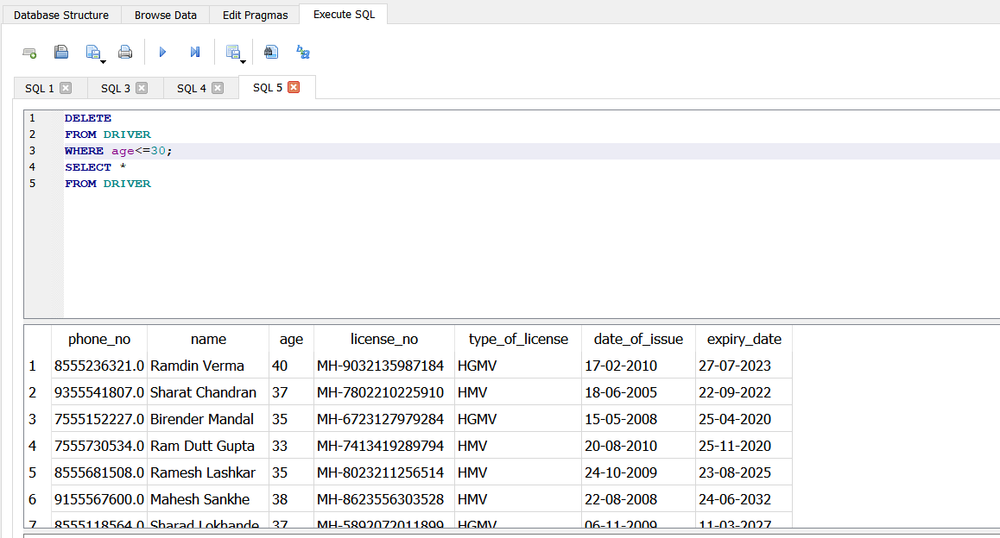 Database Structure Browse Data Edit Pragmas Execute SQL
SQL 1 SQL 3 SQL 4 SQL 5
1 DELETE
2 FROM DRIVER
3 WHERE age<=30;
4 SELECT *
5 FROM DRIVER
phone_no name age license_no type_of_license date_of_issue expiry_date
1 8555236321.0 Ramdin Verma 40 MH-9032135987184 HGMV 17-02-2010 27-07-2023
2 9355541807.0 Sharat Chandran 37 MH-7802210225910 HMV 18-06-2005 22-09-2022
3 7555152227.0 Birender Mandal 35 MH-6723127979284 HGMV 15-05-2008 25-04-2020
4 7555730534.0 Ram Dutt Gupta 33 MH-7413419289794 HMV 20-08-2010 25-11-2020
5 8555681508.0 Ramesh Lashkar 35 MH-8023211256514 HMV 24-10-2009 23-08-2025
6 9155567600.0 Mahesh Sankhe 38 MH-8623556303528 HMV 22-08-2008 24-06-2032
7 8555118564.0 Sharad Lokhande 37 MH-5892072011899 HGMV 06-11-2009 11-03-2027